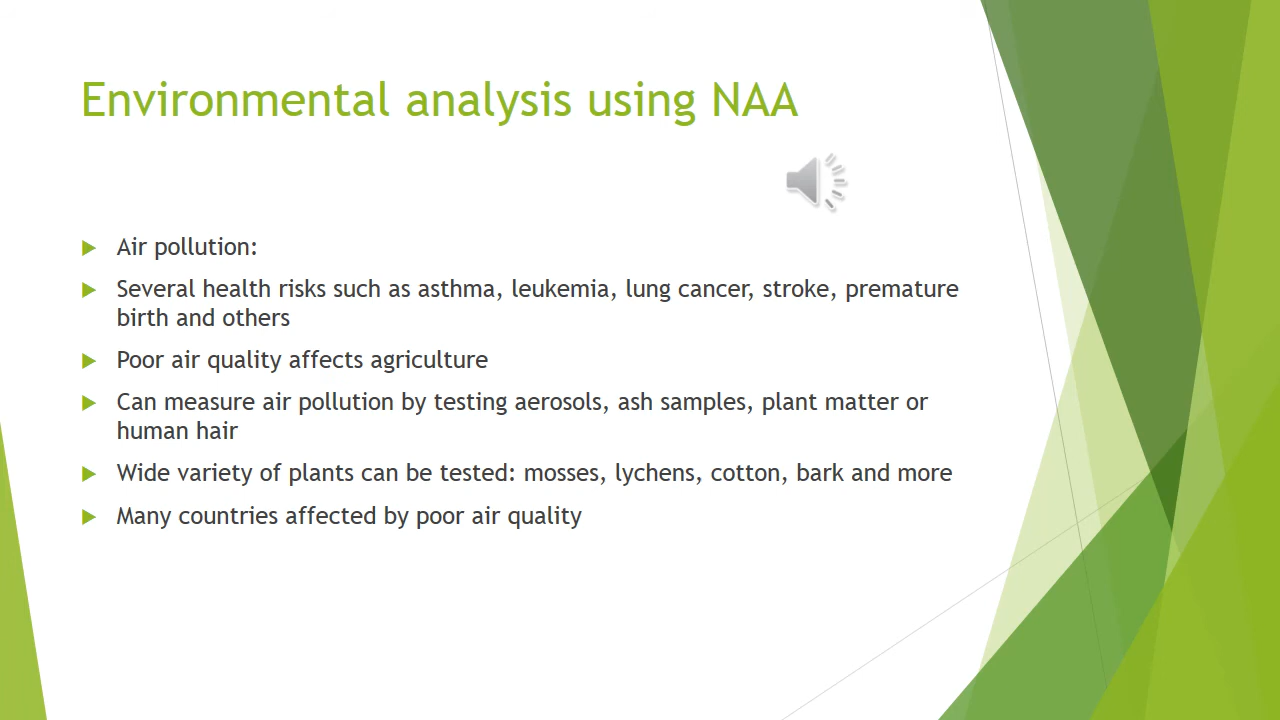 Environmental analysis using NAA
Air pollution:
Several health risks such as asthma, leukemia, lung cancer, stroke, premature
birth and others
Poor air quality affects agriculture
Can measure air pollution by testing aerosols, ash samples, plant matter or
human hair
Wide variety of plants can be tested: mosses, lychens, cotton, bark and more
Many countries affected by poor air quality